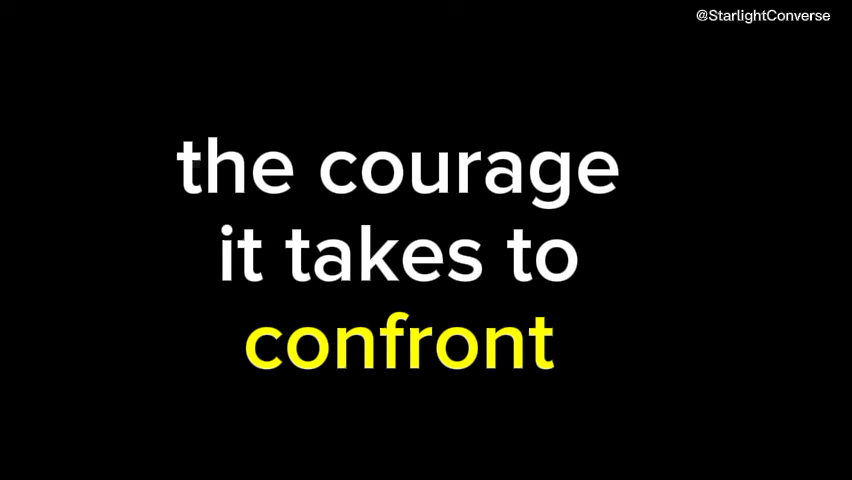 @StarlightConverse
the courage
it takes to
confront